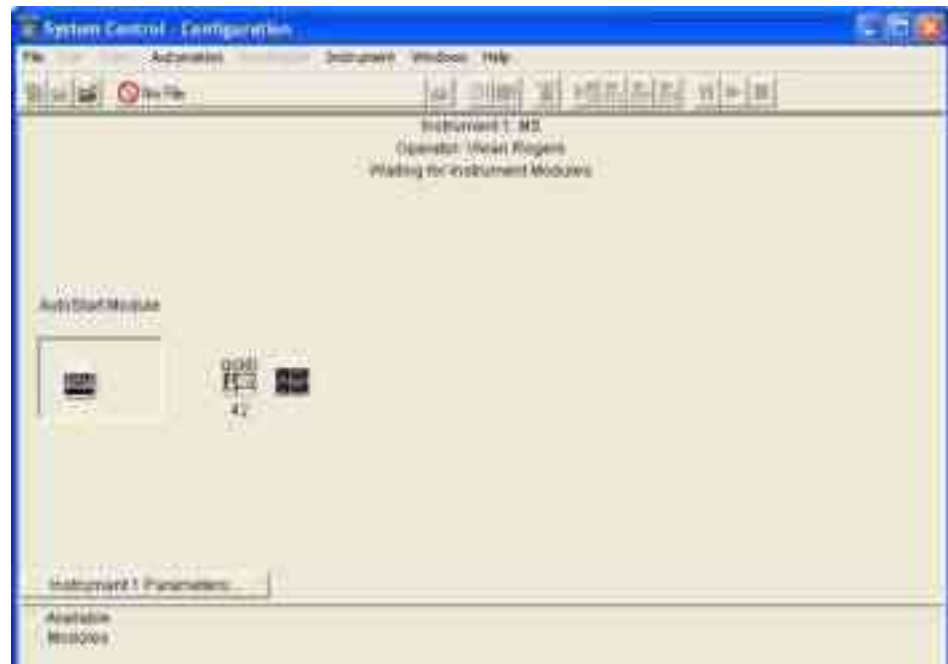 System Control - Configuration
File Automation Instrument Windows Help
No File
Instrument 1: MS
Operator: Vivian Rogers
Waiting for Instrument Modules
AutoStart Module
42
Instrument 1 Parameters...
Available
Modules